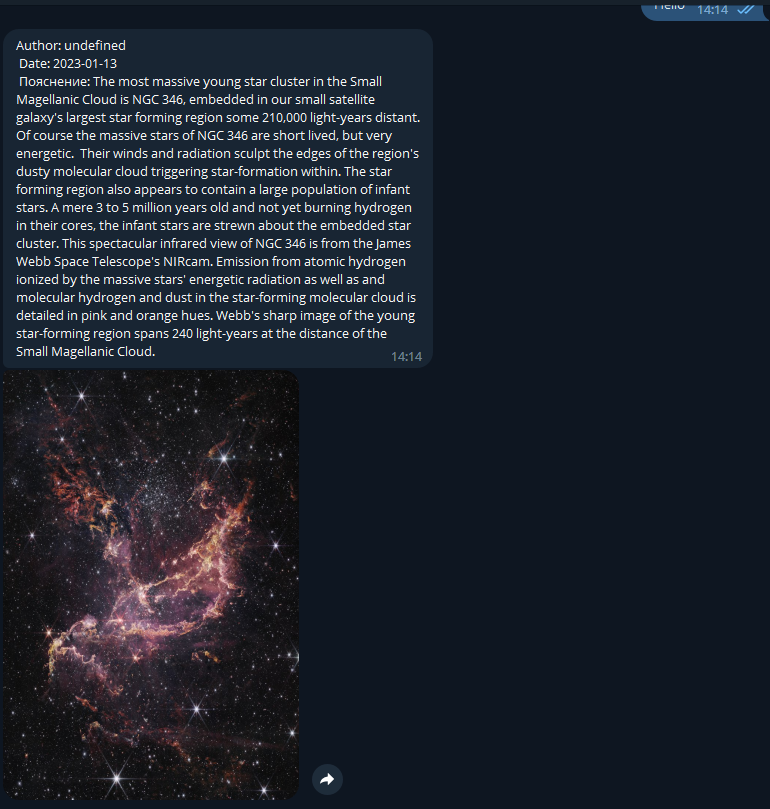 Hello 14:14
Author: undefined
Date: 2023-01-13
Пояснение: The most massive young star cluster in the Small
Magellanic Cloud is NGC 346, embedded in our small satellite
galaxy's largest star forming region some 210,000 light-years distant.
Of course the massive stars of NGC 346 are short lived, but very
energetic.  Their winds and radiation sculpt the edges of the region's
dusty molecular cloud triggering star-formation within. The star
forming region also appears to contain a large population of infant
stars. A mere 3 to 5 million years old and not yet burning hydrogen
in their cores, the infant stars are strewn about the embedded star
cluster. This spectacular infrared view of NGC 346 is from the James
Webb Space Telescope's NIRcam. Emission from atomic hydrogen
ionized by the massive stars' energetic radiation as well as and
molecular hydrogen and dust in the star-forming molecular cloud is
detailed in pink and orange hues. Webb's sharp image of the young
star-forming region spans 240 light-years at the distance of the
Small Magellanic Cloud.
14:14